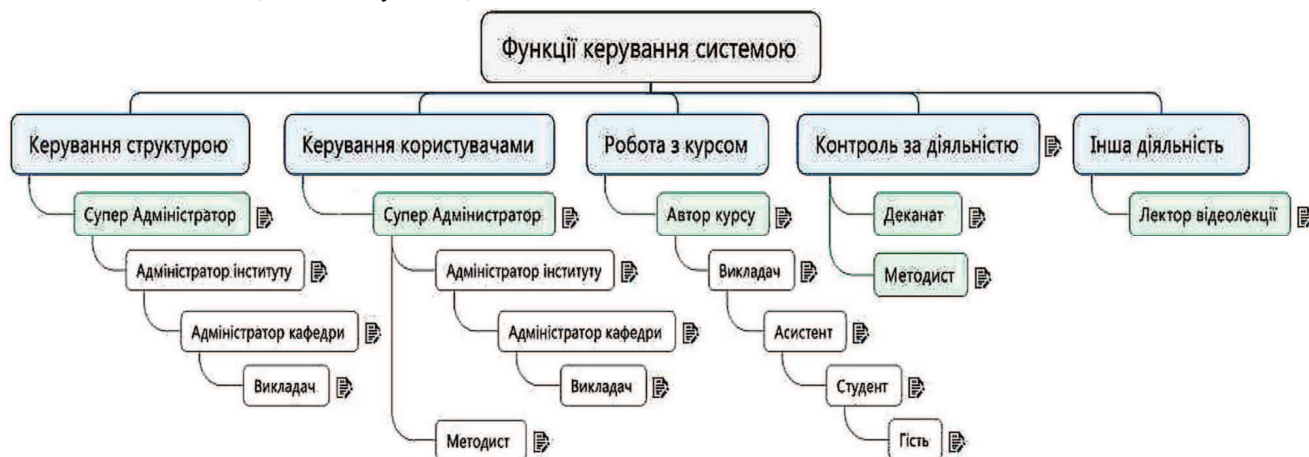 Функції керування системою
Керування структурою
Керування користувачами
Робота з курсом
Контроль за діяльністю
Інша діяльність
Супер Адміністратор
Супер Администратор
Автор курсу
Деканат
Лектор відеолекції
Адміністратор інституту
Адміністратор інституту
Викладач
Методист
Адміністратор кафедри
Адміністратор кафедри
Асистент
Викладач
Викладач
Студент
Методист
Гість